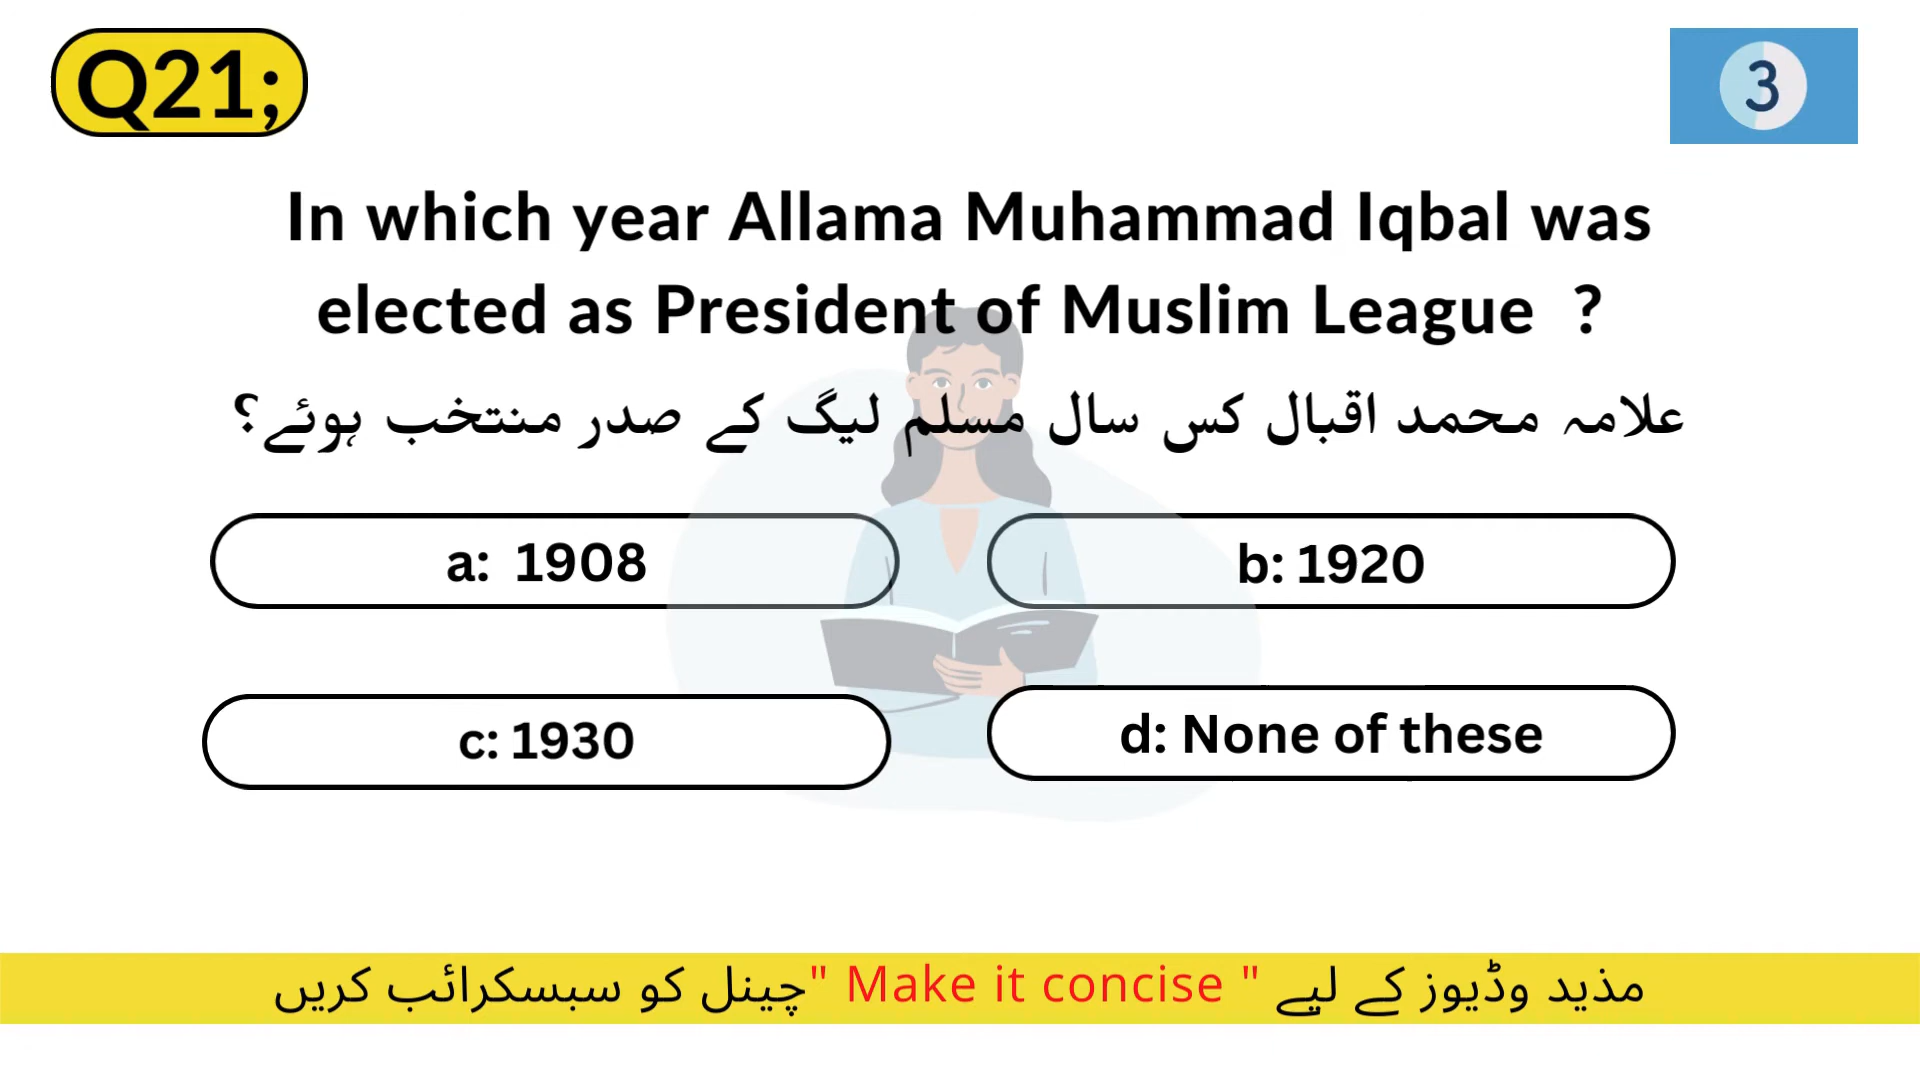 Q21;
3
In which year Allama Muhammad Iqbal was
elected as President of Muslim League ?
علامہ محمد اقبال کس سال مسلم لیگ کے صدر منتخب ہوئے؟
a: 1908
b: 1920
c: 1930
d: None of these
مذید وڈیوز کے لیے " Make it concise "چینل کو سبسکرائب کریں